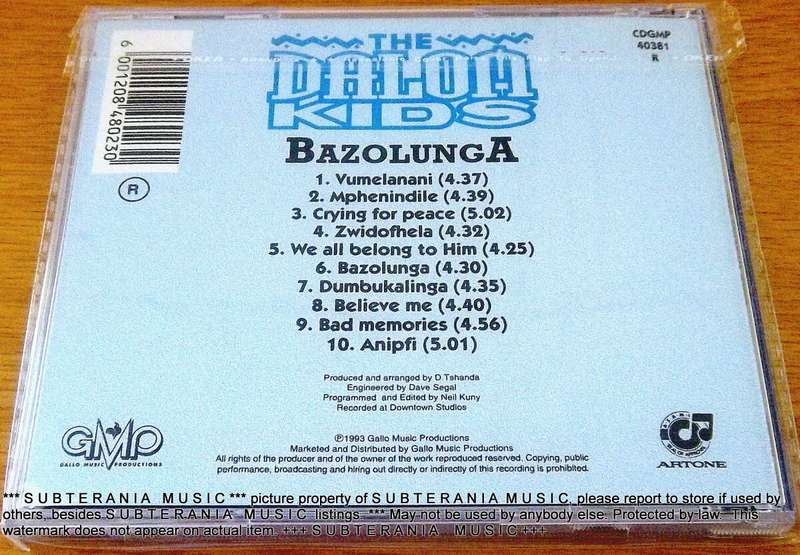 THE
DALOM
KIDS
CDGMP
40381
R
6 001208 480230
R
BAZOLUNGA
1. Vumelanani (4.37)
2. Mphenindile (4.39)
3. Crying for peace (5.02)
4. Zwidofhela (4.32)
5. We all belong to Him (4.25)
6. Bazolunga (4.30)
7. Dumbukalinga (4.35)
8. Believe me (4.40)
9. Bad memories (4.56)
10. Anipfi (5.01)
Produced and arranged by D.Tshanda
Engineered by Dave Segal
Programmed and Edited by Neil Kuny
Recorded at Downtown Studios
GMP
GALLO MUSIC PRODUCTIONS
℗1993 Gallo Music Productions
Marketed and Distributed by Gallo Music Productions
All rights of the producer and of the owner of the work reproduced reserved. Copying, public
performance, broadcasting and hiring out directly or indirectly of this recording is prohibited.
ARTONE
*** S U B T E R A N I A M U S I C *** picture property of S U B T E R A N I A M U S I C, please report to store if used by
others, besides S U B T E R A N I A M U S I C listings. *** May not be used by anybody else. Protected by law - This
watermark does not appear on actual item. +++ S U B T E R A N I A M U S I C +++